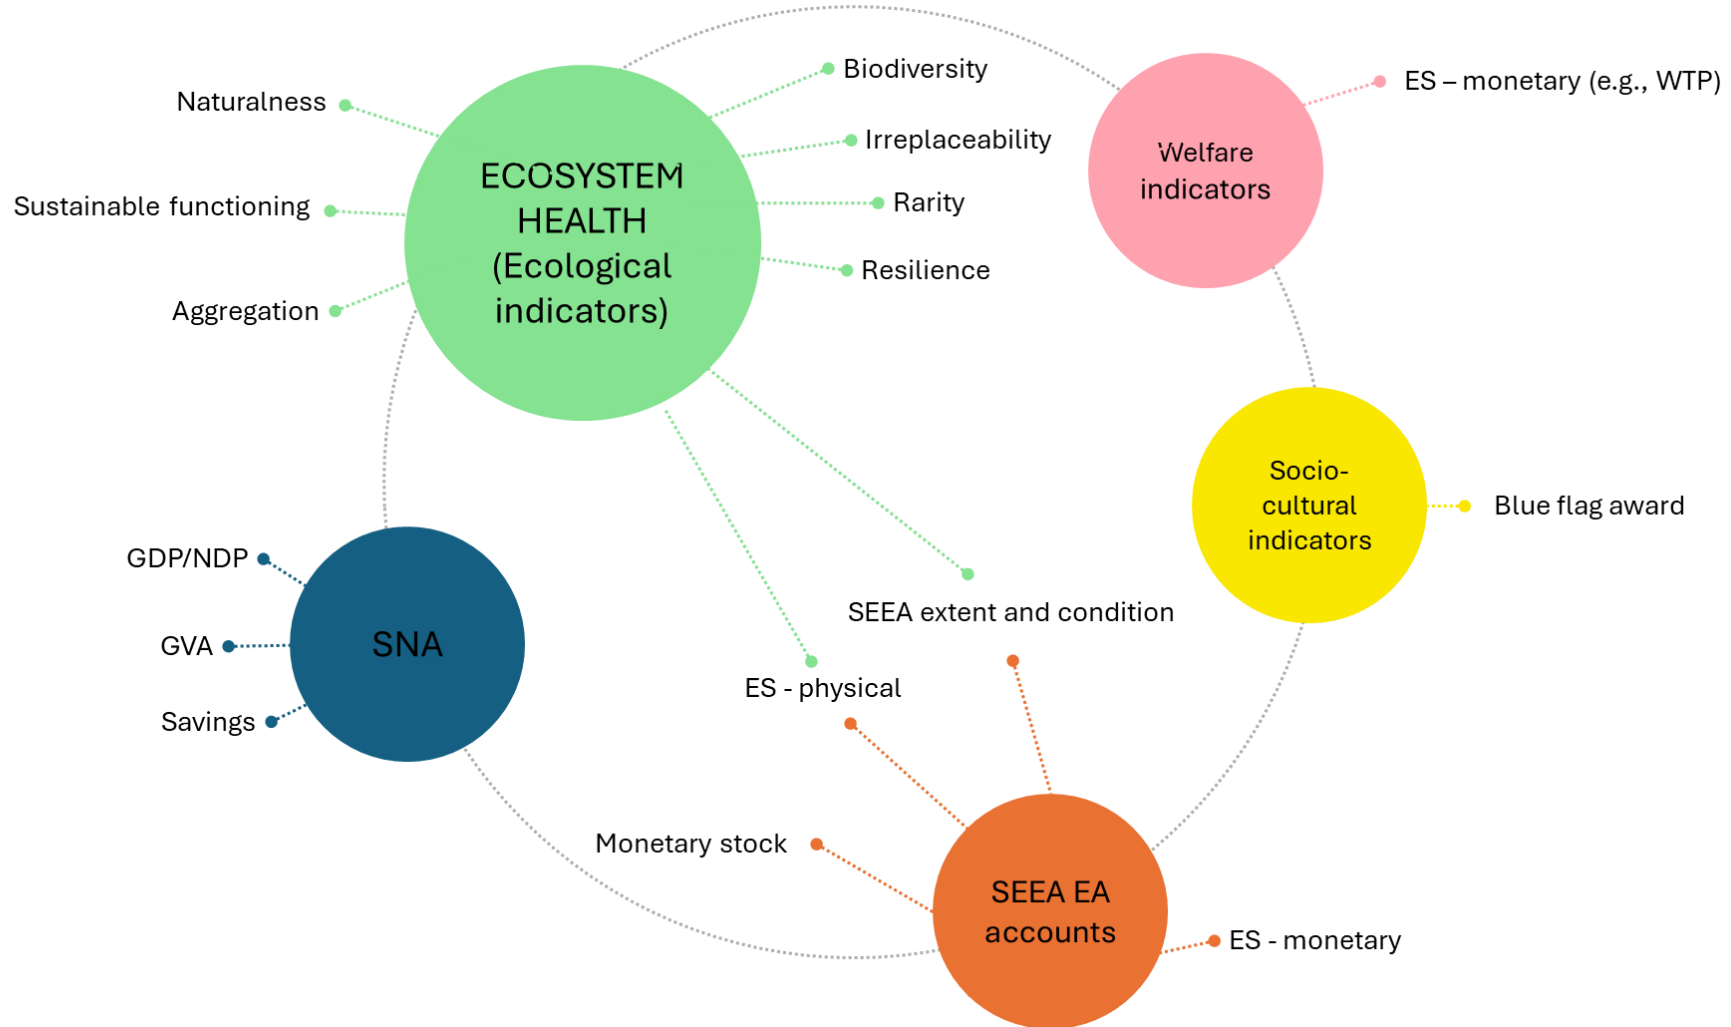 Biodiversity
ES – monetary (e.g., WTP)
Naturalness
Irreplaceability
Welfare
indicators
ECOSYSTEM
HEALTH
(Ecological
indicators)
Sustainable functioning
Rarity
Resilience
Aggregation
Socio-
cultural
indicators
Blue flag award
GDP/NDP
SEEA extent and condition
GVA
SNA
ES - physical
Savings
Monetary stock
SEEA EA
accounts
ES - monetary